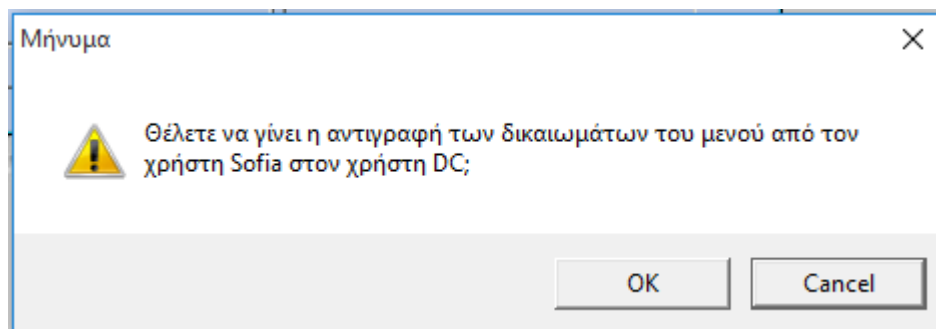 Μήνυμα
Θέλετε να γίνει η αντιγραφή των δικαιωμάτων του μενού από τον
χρήστη Sofia στον χρήστη DC;
OK Cancel